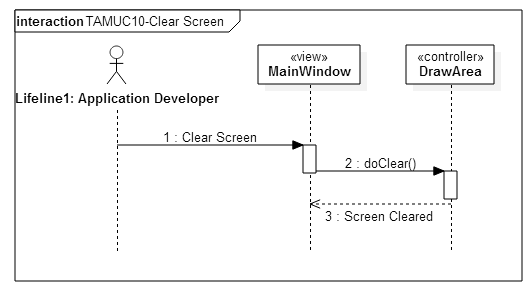 interaction TAMUC10-Clear Screen
«view»
MainWindow
«controller»
DrawArea
Lifeline1: Application Developer
1 : Clear Screen
2 : doClear()
3 : Screen Cleared